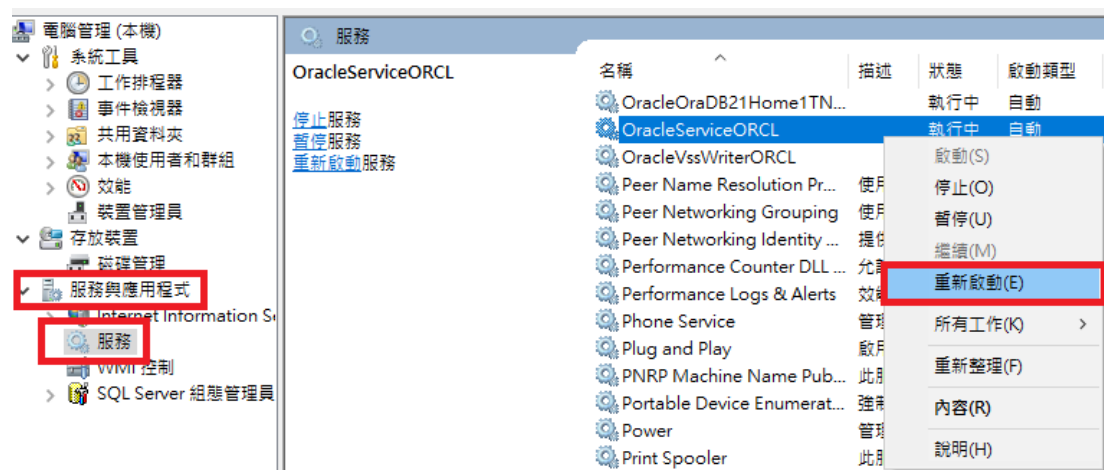 電腦管理 (本機)
系統工具
工作排程器
事件檢視器
共用資料夾
本機使用者和群組
效能
裝置管理員
存放裝置
磁碟管理
服務與應用程式
Internet Information
服務
WMI 控制
SQL Server 組態管理員
服務
OracleServiceORCL
停止服務
暫停服務
重新啟動服務
名稱 描述 狀態 啟動類型
OracleOraDB21Home1TN... 執行中 自動
OracleServiceORCL 執行中 自動
OracleVssWriterORCL
Peer Name Resolution Pr... 使用
Peer Networking Grouping 使用
Peer Networking Identity ... 提供
Performance Counter DLL ...
Performance Logs & Alerts
Phone Service 管理
Plug and Play 啟用
PNRP Machine Name Pub... 此服
Portable Device Enumerat... 強制
Power 管理
Print Spooler 此服
啟動(S)
停止(O)
暫停(U)
繼續(M)
重新啟動(E)
所有工作(K)
重新整理(F)
內容(R)
說明(H)